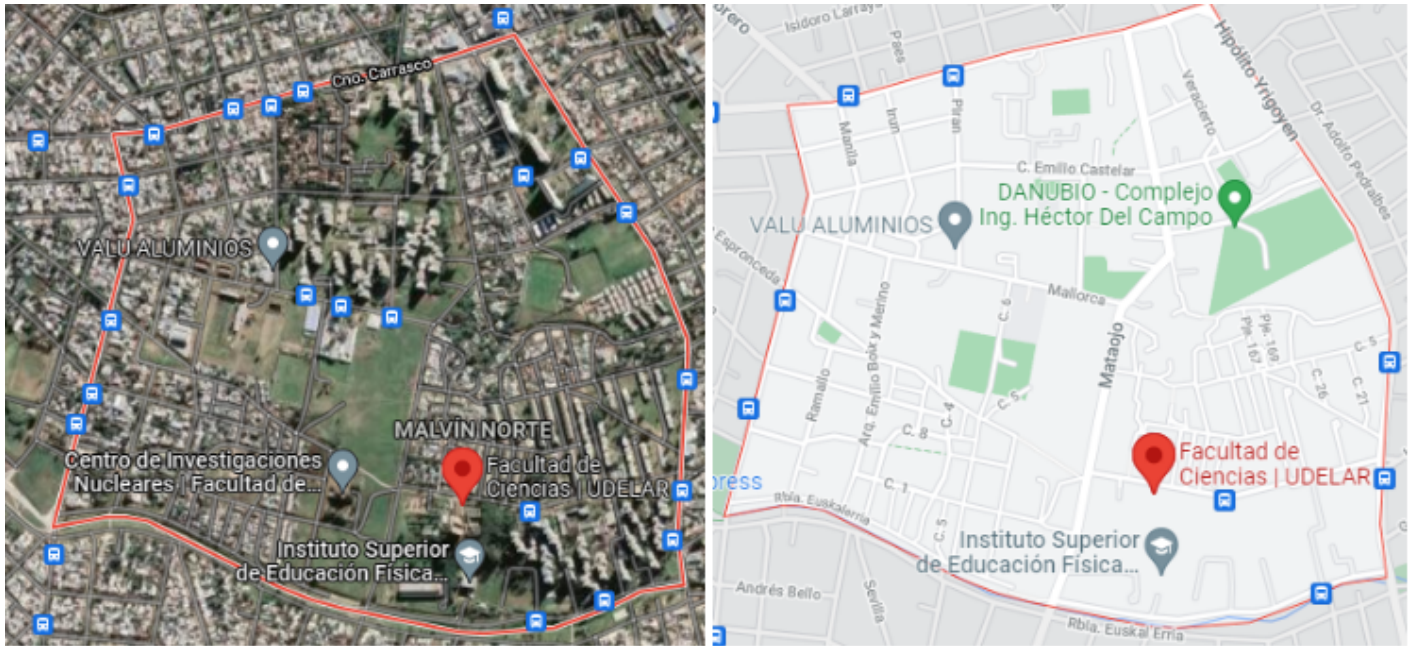 Cno. Carrasco
VALU ALUMINIOS
MALVÍN NORTE
Centro de Investigaciones
Nucleares | Facultad de...
Facultad de
Ciencias | UDELAR
Instituto Superior
de Educación Física...
Isidoro Larraya
Paes
Hipólito Yrigoyen
Dr. Adolfo Pedralbes
Veracierto
Irun
Piran
Manila
C. Emilio Castelar
DANUBIO - Complejo
Ing. Héctor Del Campo
VALU ALUMINIOS
Espronceda
Mallorca
C. 6
Mataojo
Pje. 169
Pje. 167
C. 5
C. 26
C. 21
Arq. Emilio Boix y Merino
Ramallo
C. 4
C. 5
C. 8
C. 1
C. 5
Facultad de
Ciencias | UDELAR
press
Rbla. Euskalerria
Instituto Superior
de Educación Física...
Andrés Bello
Sevilla
Rbla. Euskal Erria